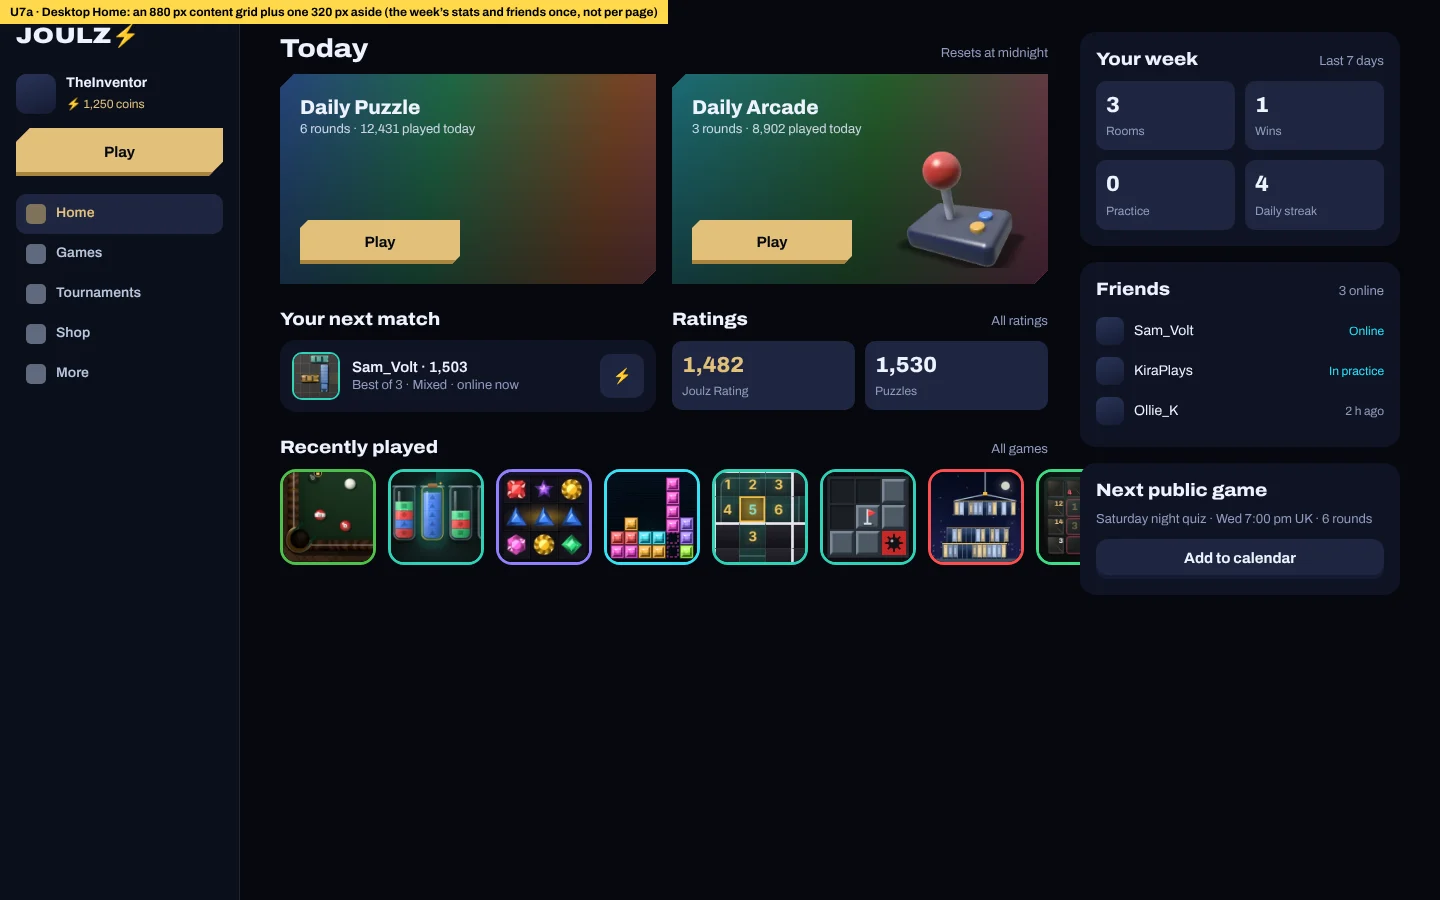 U7a · Desktop Home: an 880 px content grid plus one 320 px aside (the week's stats and friends once, not per page)
JOULZ⚡
TheInventor
⚡ 1,250 coins
Play
Home
Games
Tournaments
Shop
More
Today
Resets at midnight
Daily Puzzle
6 rounds · 12,431 played today
Play
Daily Arcade
3 rounds · 8,902 played today
Play
Your next match
Sam_Volt · 1,503
Best of 3 · Mixed · online now
⚡
Ratings
All ratings
1,482
Joulz Rating
1,530
Puzzles
Recently played
All games
1 2 3
4 5 6
3
12 1
14 3
3
Your week
Last 7 days
3
Rooms
1
Wins
0
Practice
4
Daily streak
Friends
3 online
Sam_Volt
Online
KiraPlays
In practice
Ollie_K
2 h ago
Next public game
Saturday night quiz · Wed 7:00 pm UK · 6 rounds
Add to calendar